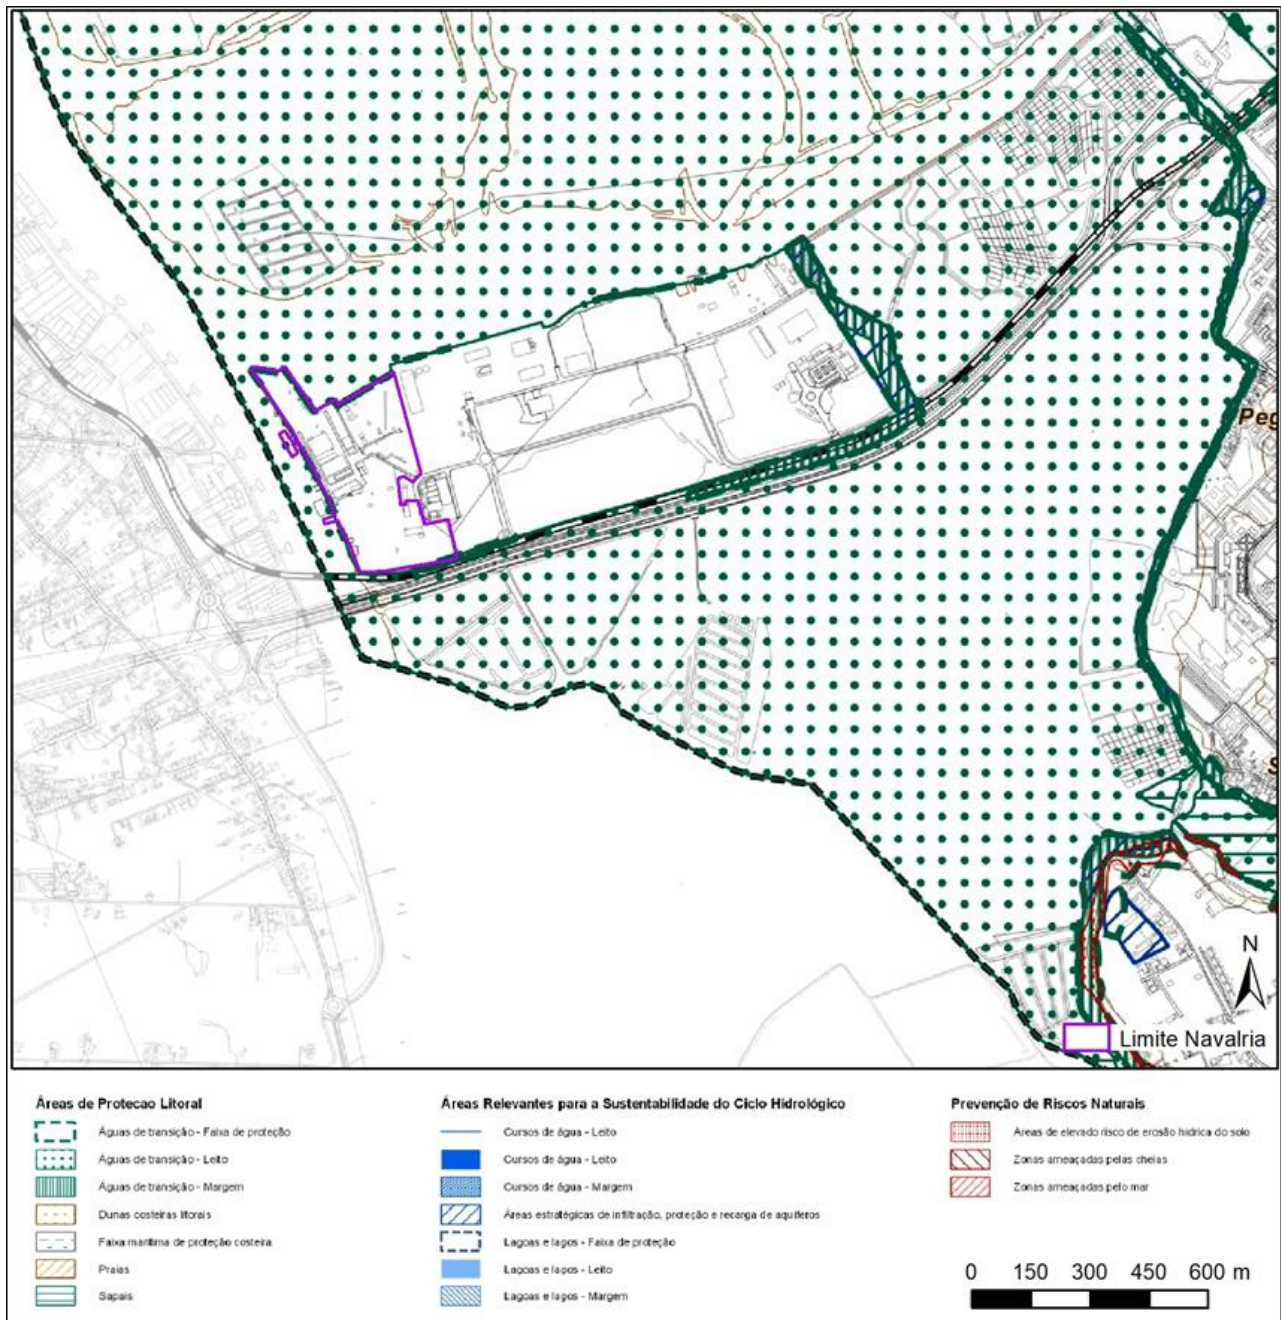 Peg
S
N
Limite Navalria
Áreas de Protecao Litoral
Águas de transição - Faixa de proteção
Águas de transição - Leito
Águas de transição - Margem
Dunas costeiras litorais
Faixa marítima de proteção costeira
Praias
Sapais
Áreas Relevantes para a Sustentabilidade do Ciclo Hidrológico
Cursos de água - Leito
Cursos de água - Leito
Cursos de água - Margem
Áreas estratégicas de infiltração, proteção e recarga de aquíferos
Lagoas e lagos - Faixa de proteção
Lagoas e lagos - Leito
Lagoas e lagos - Margem
Prevenção de Riscos Naturais
Áreas de elevado risco de erosão hídrica do solo
Zonas ameaçadas pelas cheias
Zonas ameaçadas pelo mar
0 150 300 450 600 m